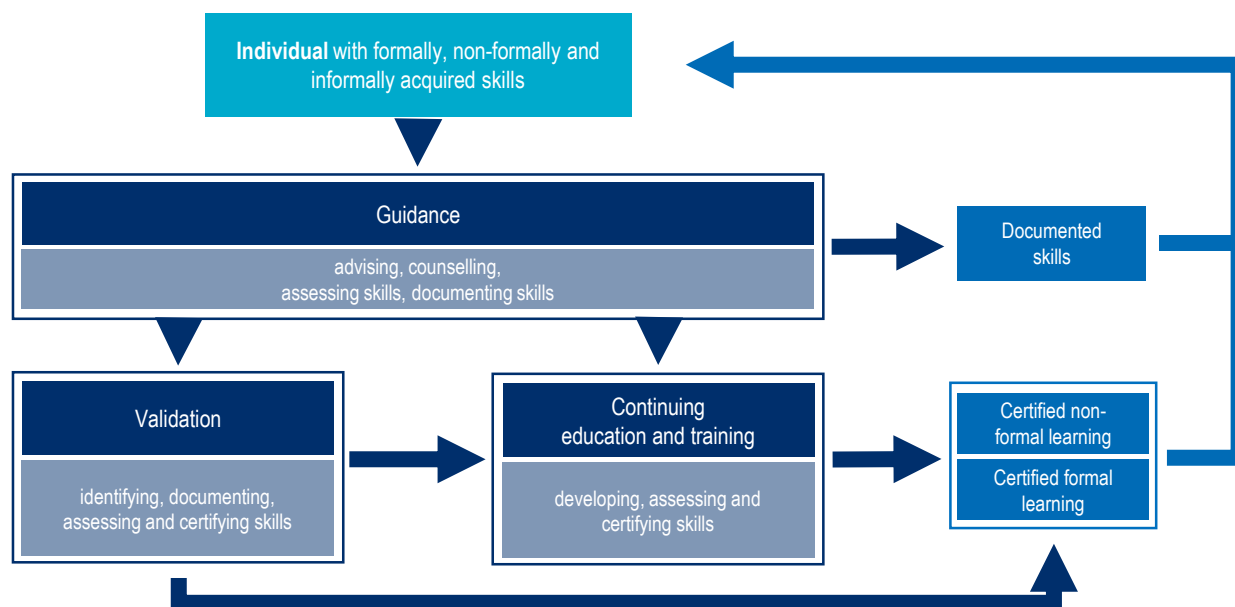 Individual with formally, non-formally and
informally acquired skills
Guidance
advising, counselling,
assessing skills, documenting skills
Documented
skills
Validation
identifying, documenting,
assessing and certifying skills
Continuing
education and training
developing, assessing and
certifying skills
Certified non-
formal learning
Certified formal
learning